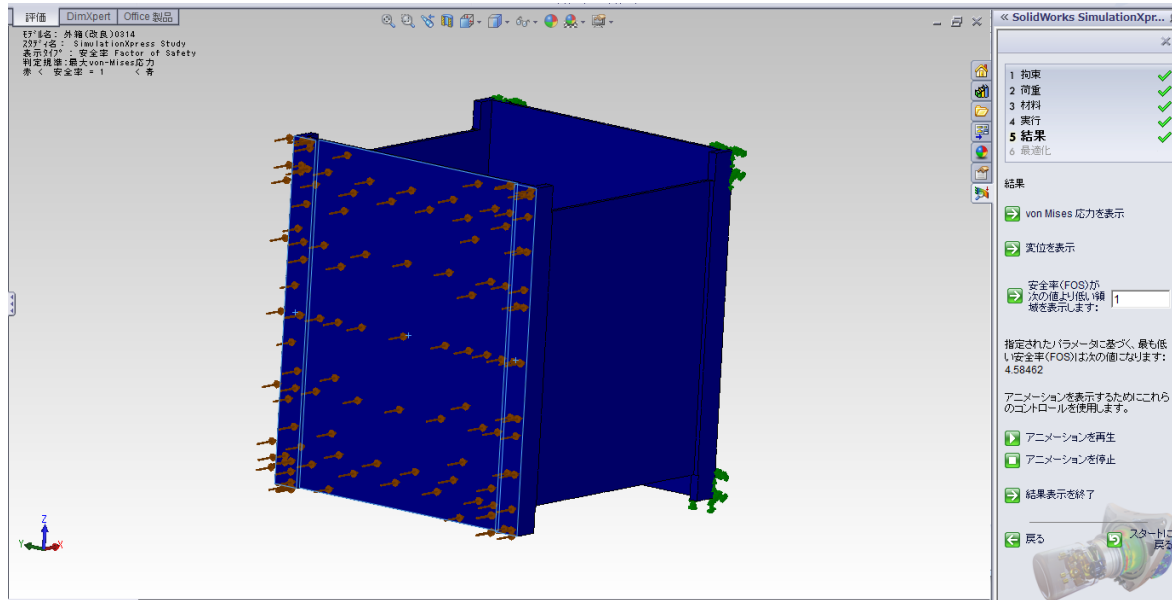 評価 DimXpert Office 製品
ﾓﾃﾞﾙ名: 外箱(改良)0314
ｽﾀﾃﾞｨ名: SimulationXpress Study
表示ﾀｲﾌﾟ: 安全率 Factor of Safety
判定規準:最大von-Mises応力
赤 < 安全率 = 1 < 青
Z
Y
X
« SolidWorks SimulationXpr...
1 拘束
2 荷重
3 材料
4 実行
5 結果
6 最適化
結果
von Mises 応力を表示
変位を表示
安全率(FOS)が
次の値より低い領
域を表示します:
1
指定されたパラメータに基づく、最も低
い安全率(FOS)は次の値になります:
4.58462
アニメーションを表示するためにこれら
のコントロールを使用します。
アニメーションを再生
アニメーションを停止
結果表示を終了
戻る
スタートに
戻る